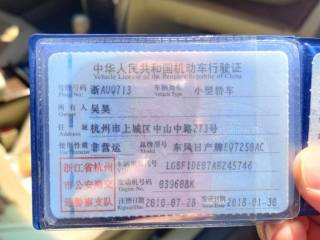 中华人民共和国机动车行驶证
Vehicle License of the People's Republic of China
号牌号码 浙AUQ713 车辆类型 小型轿车
Plate No. Vehicle Type
所有人 吴昊
Owner
住址 杭州市上城区中山中路273号
使用性质 非营运 品牌型号 东风日产牌EQ7250AC
浙江省杭州 车辆识别代号 LGBF1DE87AR245746
市公安局交 发动机号码 039608K
通警察支队 注册日期 2010-07-28 发证日期 2018-01-30